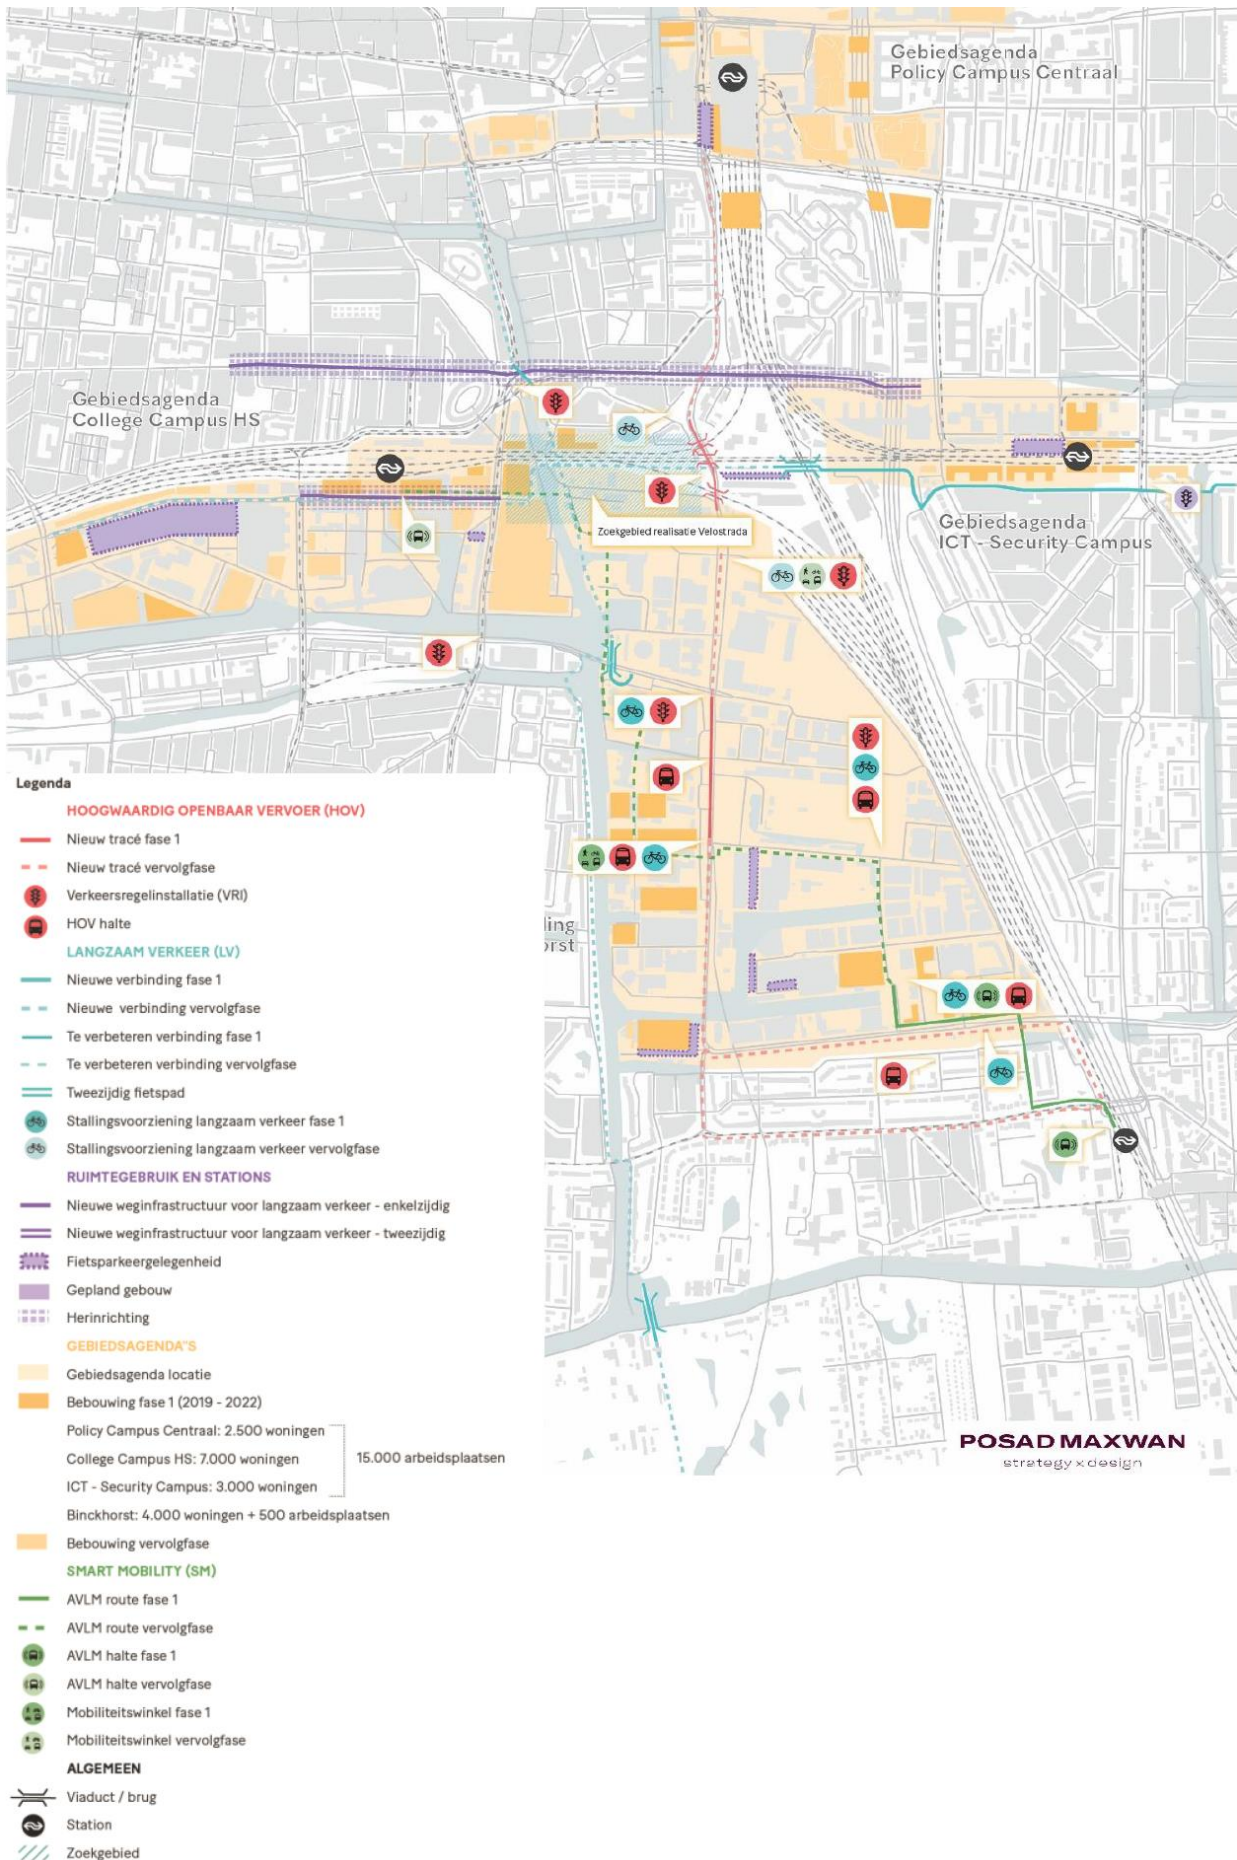 Gebiedsagenda
Policy Campus Centraal
Gebiedsagenda
College Campus HS
Zoekgebied realisatie Velostrada
Gebiedsagenda
ICT - Security Campus
ling
orst
Legenda
HOOGWAARDIG OPENBAAR VERVOER (HOV)
Nieuw tracé fase 1
Nieuw tracé vervolgfase
Verkeersregelinstallatie (VRI)
HOV halte
LANGZAAM VERKEER (LV)
Nieuwe verbinding fase 1
Nieuwe verbinding vervolgfase
Te verbeteren verbinding fase 1
Te verbeteren verbinding vervolgfase
Tweezijdig fietspad
Stallingsvoorziening langzaam verkeer fase 1
Stallingsvoorziening langzaam verkeer vervolgfase
RUIMTEGEBRUIK EN STATIONS
Nieuwe weginfrastructuur voor langzaam verkeer - enkelzijdig
Nieuwe weginfrastructuur voor langzaam verkeer - tweezijdig
Fietsparkeergelegenheid
Gepland gebouw
Herinrichting
GEBIEDSAGENDA"S
Gebiedsagenda locatie
Bebouwing fase 1 (2019 - 2022)
Policy Campus Centraal: 2.500 woningen
College Campus HS: 7.000 woningen
15.000 arbeidsplaatsen
ICT - Security Campus: 3.000 woningen
Binckhorst: 4.000 woningen + 500 arbeidsplaatsen
Bebouwing vervolgfase
SMART MOBILITY (SM)
AVLM route fase 1
AVLM route vervolgfase
AVLM halte fase 1
AVLM halte vervolgfase
Mobiliteitswinkel fase 1
Mobiliteitswinkel vervolgfase
ALGEMEEN
Viaduct / brug
Station
Zoekgebied
POSAD MAXWAN
strategy x design